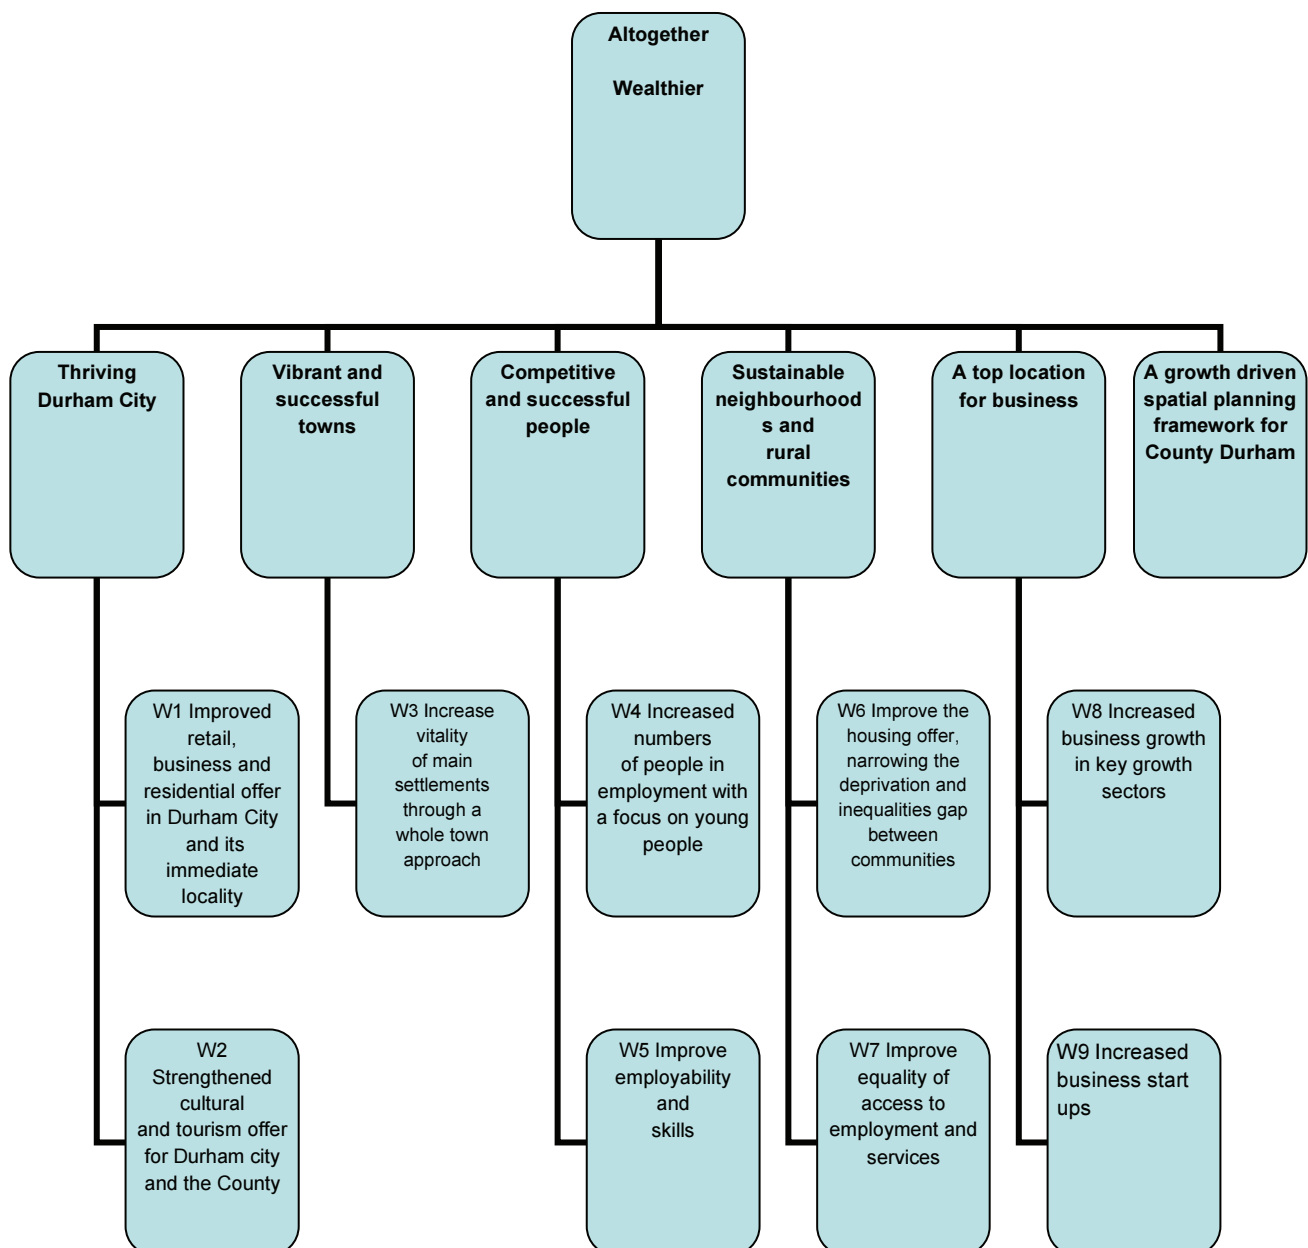 Altogether
Wealthier
Thriving
Durham City
Vibrant and
successful
towns
Competitive
and successful
people
Sustainable
neighbourhood
s and
rural
communities
A top location
for business
A growth driven
spatial planning
framework for
County Durham
W1 Improved
retail,
business and
residential offer
in Durham City
and its
immediate
locality
W3 Increase
vitality
of main
settlements
through a
whole town
approach
W4 Increased
numbers
of people in
employment with
a focus on young
people
W6 Improve the
housing offer,
narrowing the
deprivation and
inequalities gap
between
communities
W8 Increased
business growth
in key growth
sectors
W2
Strengthened
cultural
and tourism offer
for Durham city
and the County
W5 Improve
employability
and
skills
W7 Improve
equality of
access to
employment and
services
W9 Increased
business start
ups